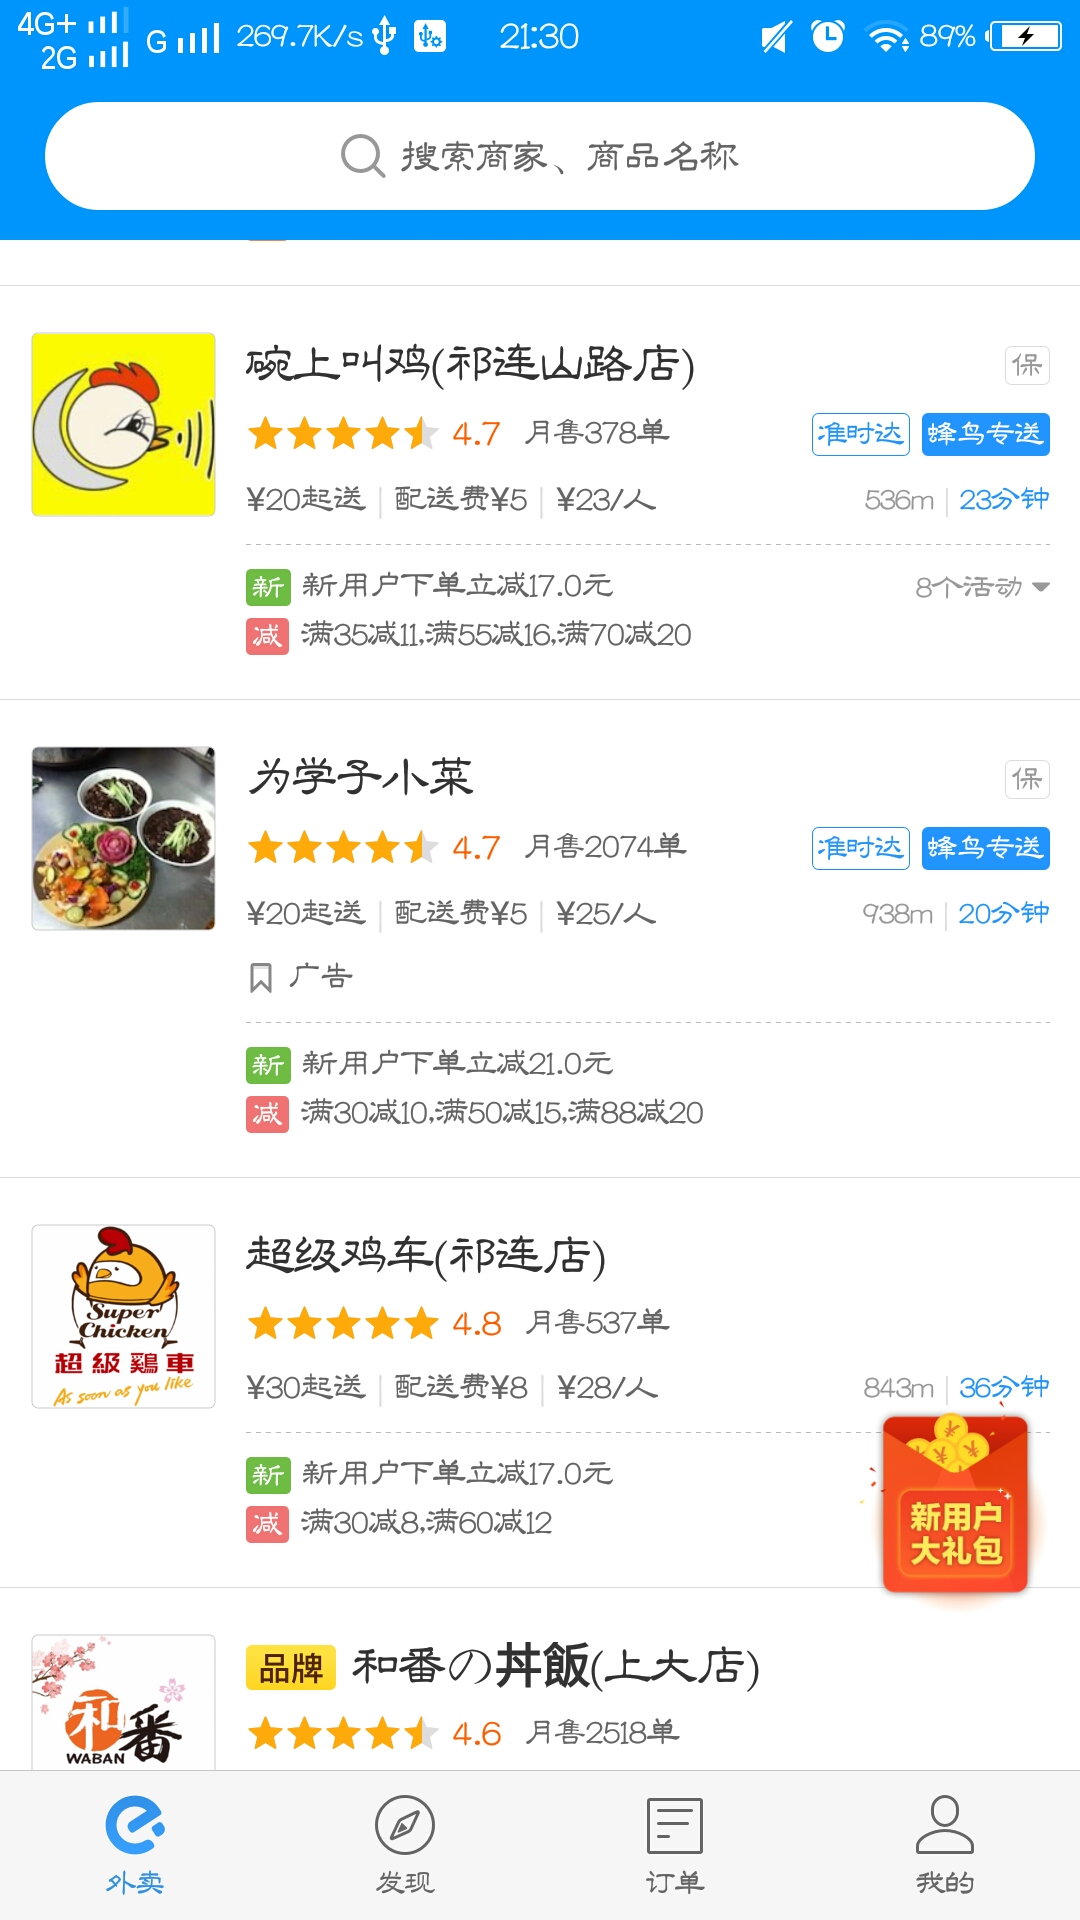 4G+ 2G G 269.7K/s 21:30 89%
搜索商家、商品名称
碗上叫鸡(祁连山路店) 保
4.7 月售378单 准时达 蜂鸟专送
¥20起送 配送费¥5 ¥23/人 536m 23分钟
新 新用户下单立减17.0元 8个活动
减 满35减11,满55减16,满70减20
为学子小菜 保
4.7 月售2074单 准时达 蜂鸟专送
¥20起送 配送费¥5 ¥25/人 938m 20分钟
广告
新 新用户下单立减21.0元
减 满30减10,满50减15,满88减20
Super
Chicken
超級鷄車
As soon as you like
超级鸡车(祁连店)
4.8 月售537单
¥30起送 配送费¥8 ¥28/人 843m 36分钟
新 新用户下单立减17.0元
减 满30减8,满60减12
新用户
大礼包
和番
WABAN
品牌 和番の丼飯(上大店)
4.6 月售2518单
外卖 发现 订单 我的